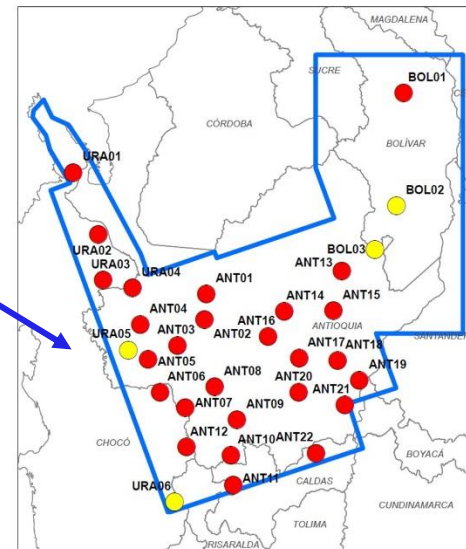 MAGDALENA
SUCRE
BOL01
CÓRDOBA
BOLÍVAR
URA01
BOL02
URA02
BOL03
URA03
ANT13
URA04
ANT01
ANT14
ANT15
ANT04
ANT16
ANTIOQUIA
URA05
ANT03
ANT02
SANTANDER
ANT17
ANT18
ANT05
ANT19
ANT06
ANT08
ANT20
ANT21
ANT07
ANT09
CHOCÓ
ANT12
ANT10
ANT22
BOYACÁ
URA06
ANT11
CALDAS
CUNDINAMARCA
TOLIMA
RISARALDA